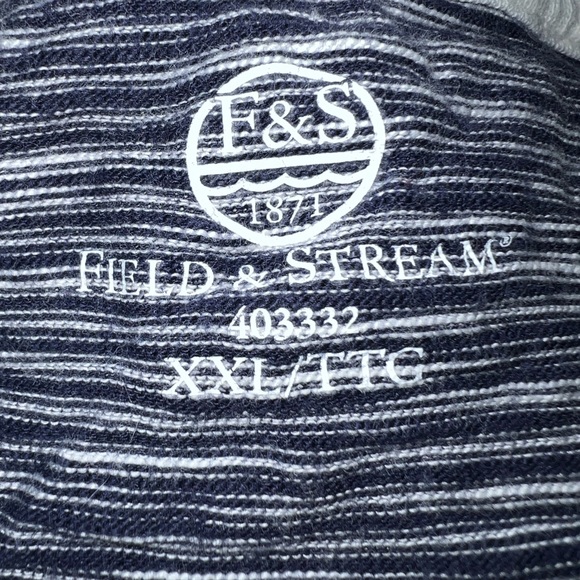 F&S
1871
FIELD & STREAM®
403332
XXL/TTG